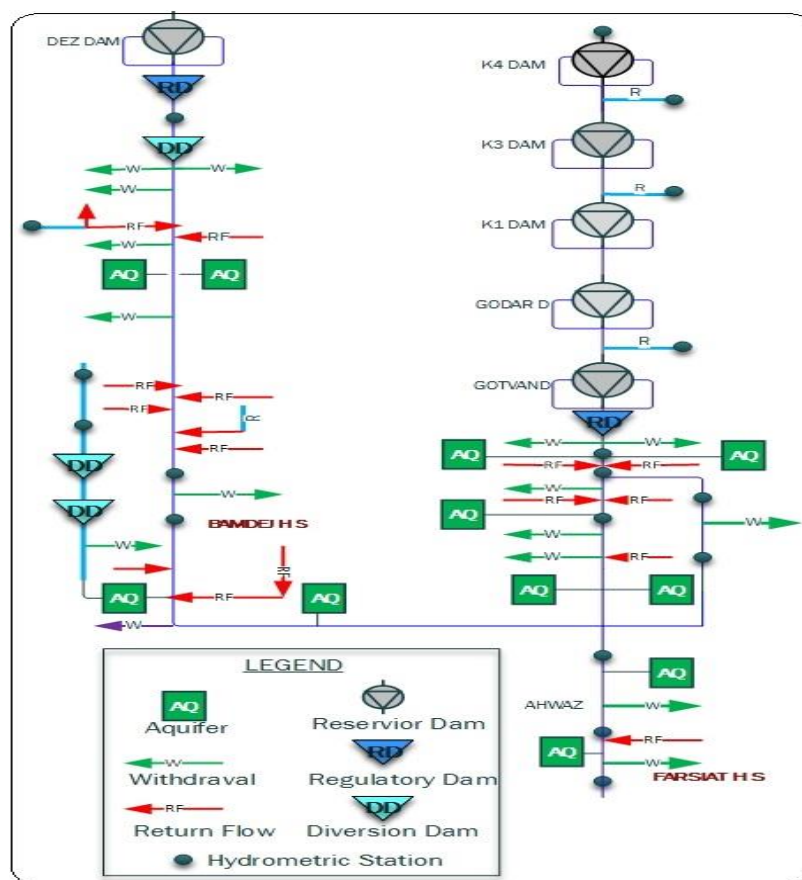 DEZ DAM
RD
DD
W
W
W
RF
RF
W
AQ
AQ
W
RF
RF
RF
R
RF
DD
DD
W
BAMDEJ H S
W
RF
AQ
RF
AQ
W
K4 DAM
R
K3 DAM
R
K1 DAM
GODAR D
R
GOTVAND
RD
W
W
AQ
AQ
RF
RF
W
RF
RF
AQ
W
W
W
RF
AQ
AQ
AQ
AHWAZ
W
RF
AQ
W
FARSIAT H S
LEGEND
AQ
Aquifer
Reservior Dam
W
RD
Withdraval
Regulatory Dam
RF
DD
Return Flow
Diversion Dam
Hydrometric Station